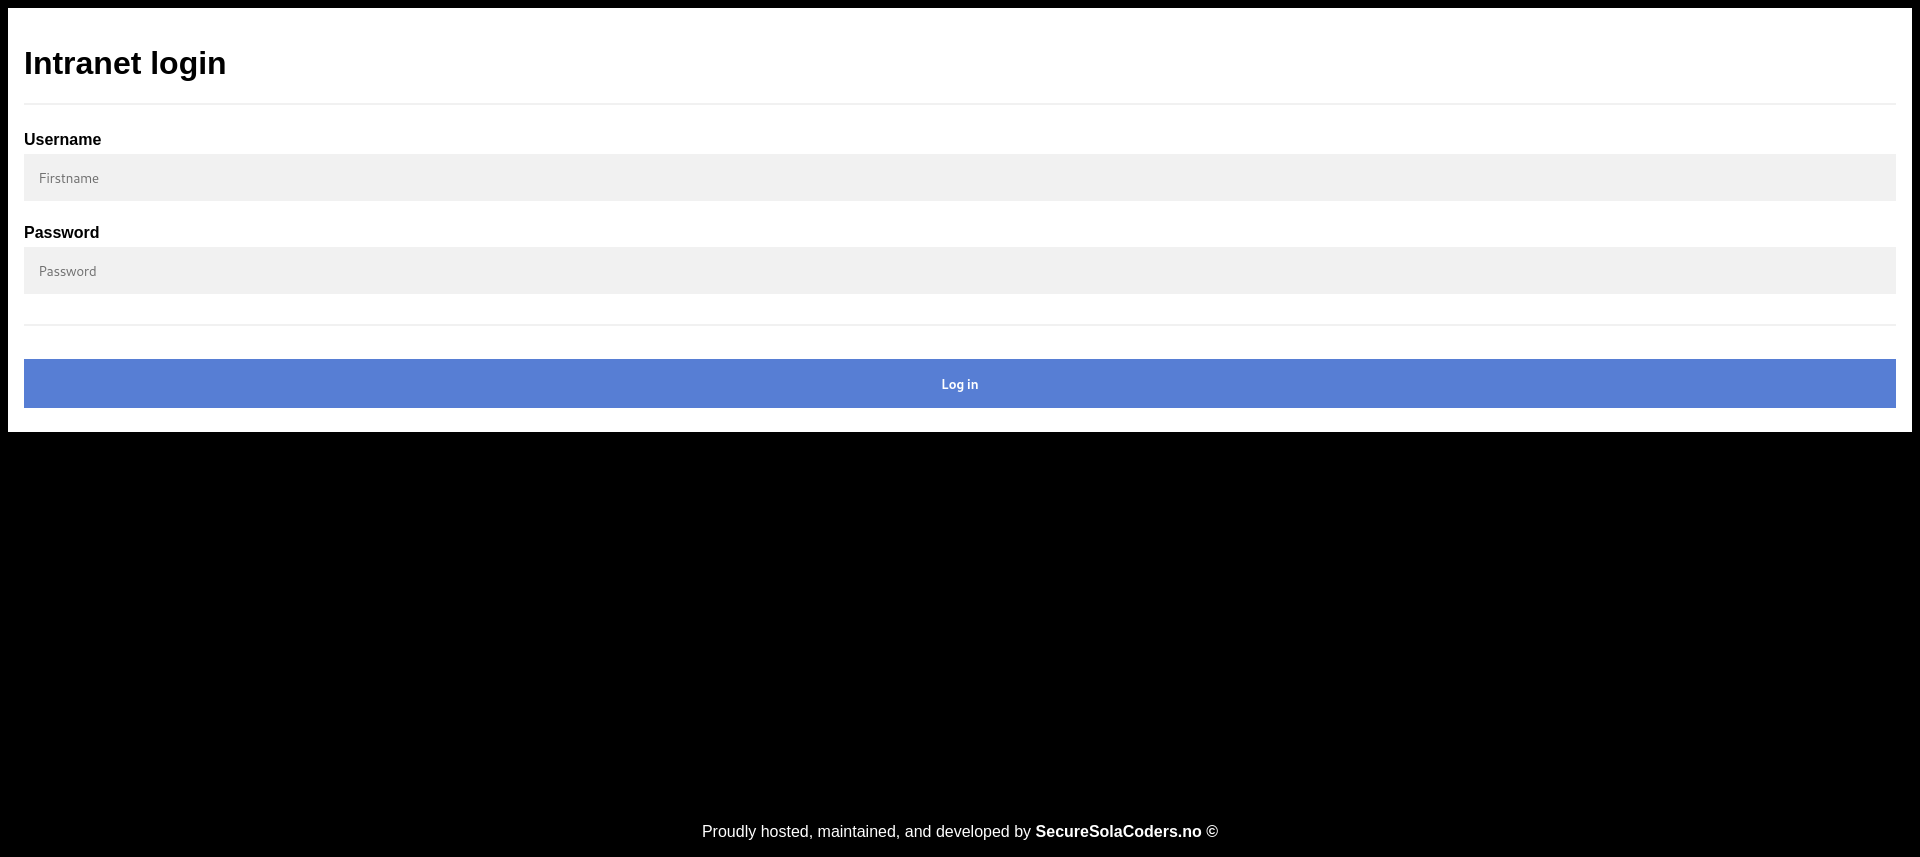 Intranet login
Username
Firstname
Password
Password
Log in
Proudly hosted, maintained, and developed by SecureSolaCoders.no ©